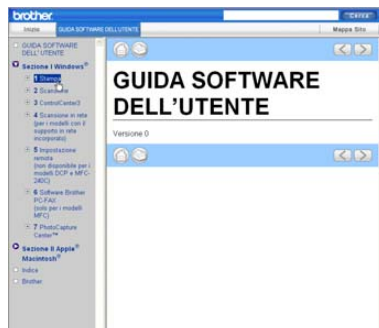 brother.
Cerca
Inizio
GUIDA SOFTWARE DELL'UTENTE
Mappa Sito
GUIDA SOFTWARE
DELL'UTENTE
Sezione I Windows®
1 Stampa
2 Scansione
3 ControlCenter3
4 Scansione in rete
(per i modelli con il
supporto in rete
incorporato)
5 Impostazione
remota
(non disponibile per i
modelli DCP e MFC-
240C)
6 Software Brother
PC-FAX
(solo per i modelli
MFC)
7 PhotoCapture
Center™
Sezione II Apple®
Macintosh®
Indice
Brother
GUIDA SOFTWARE
DELL'UTENTE
Versione 0